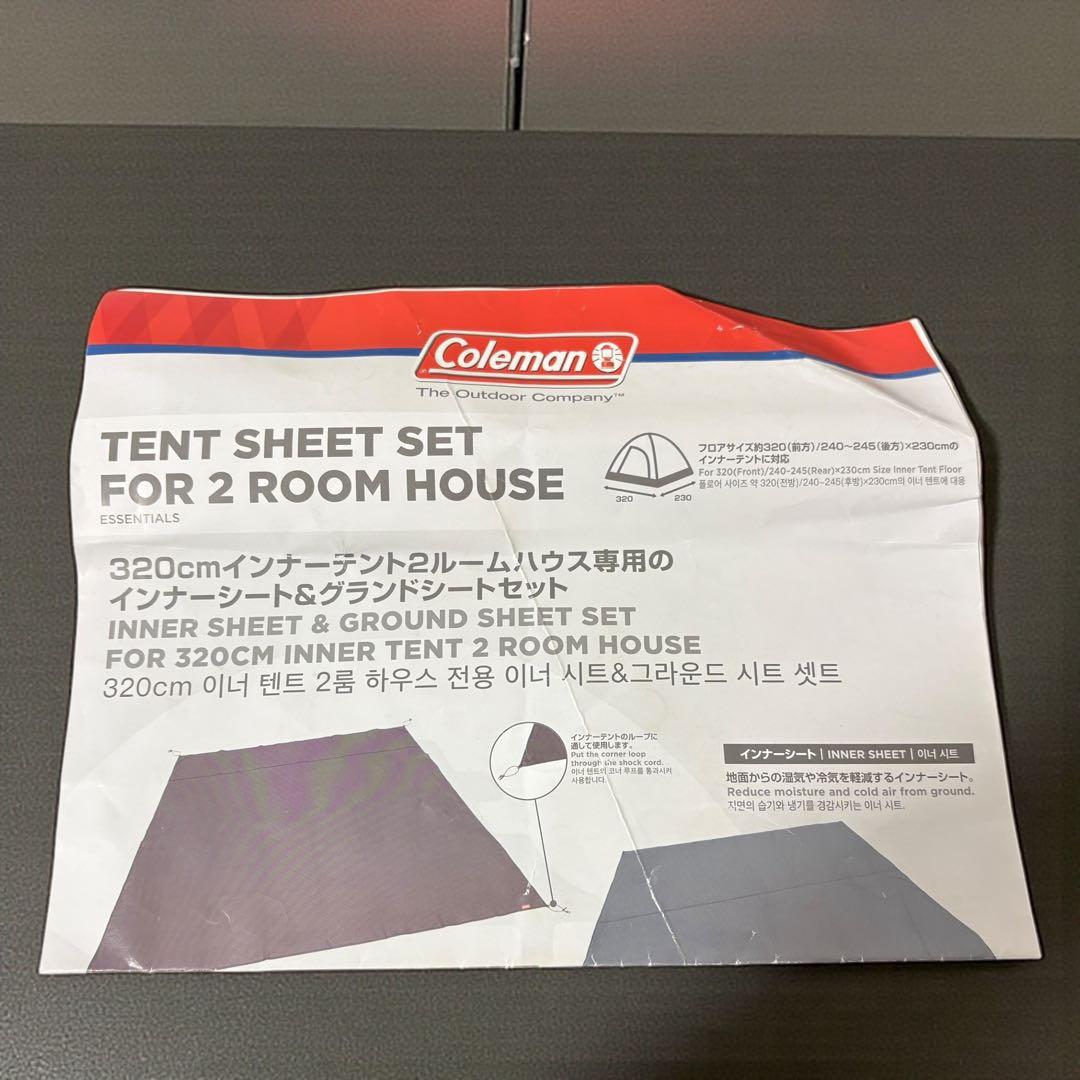 Coleman
The Outdoor Company™
TENT SHEET SET
FOR 2 ROOM HOUSE
ESSENTIALS
フロアサイズ約320(前方)/240～245(後方)×230cmの
インナーテントに対応
For 320(Front)/240-245(Rear)×230cm Size Inner Tent Floor
플로어 사이즈 약 320(전방)/240~245(후방)×230cm의 이너 텐트에 대응
320
230
320cmインナーテント2ルームハウス専用の
インナーシート&グランドシートセット
INNER SHEET & GROUND SHEET SET
FOR 320CM INNER TENT 2 ROOM HOUSE
320cm 이너 텐트 2룸 하우스 전용 이너 시트&그라운드 시트 셋트
インナーテントのループに
通して使用します。
Put the corner loop
through the shock cord.
이너 텐트의 코너 루프를 통과시켜
사용합니다.
インナーシート | INNER SHEET | 이너 시트
地面からの湿気や冷気を軽減するインナーシート。
Reduce moisture and cold air from ground.
지면의 습기와 냉기를 경감시키는 이너 시트.